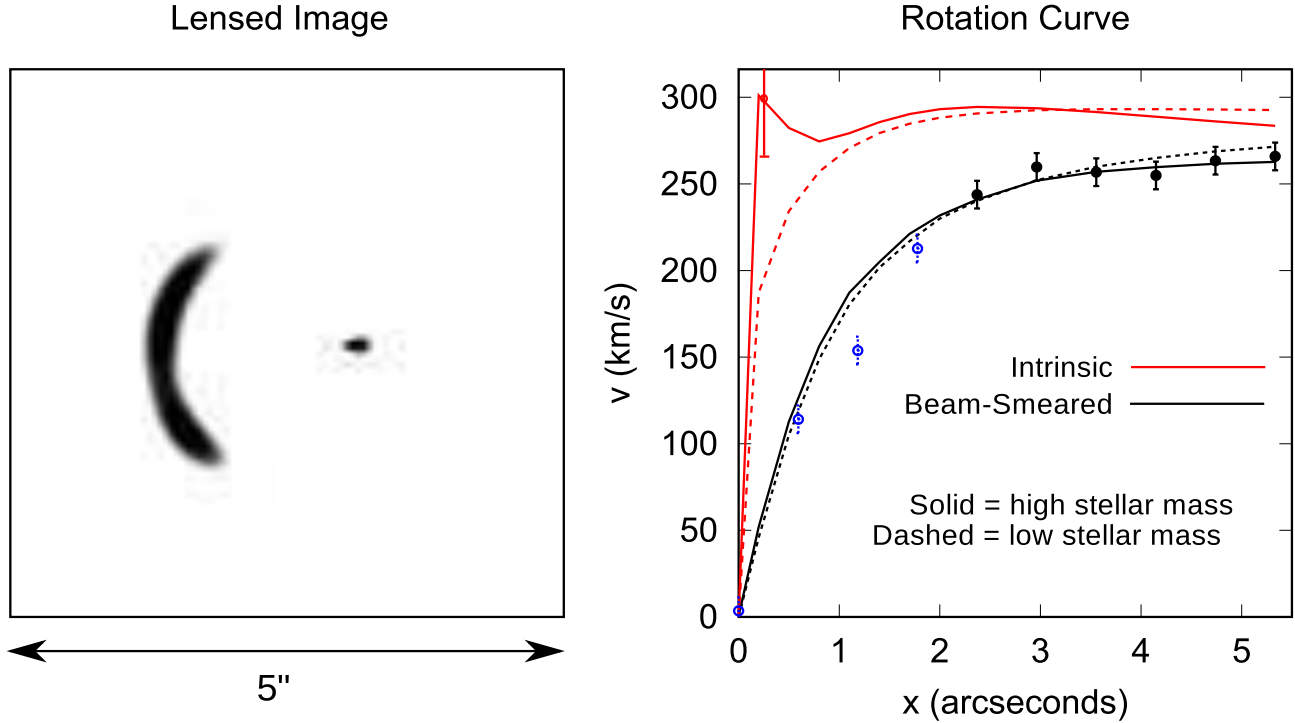 Lensed Image
5"
Rotation Curve
300
250
200
150
100
50
0
v (km/s)
Intrinsic
Beam-Smeared
Solid = high stellar mass
Dashed = low stellar mass
0 1 2 3 4 5
x (arcseconds)